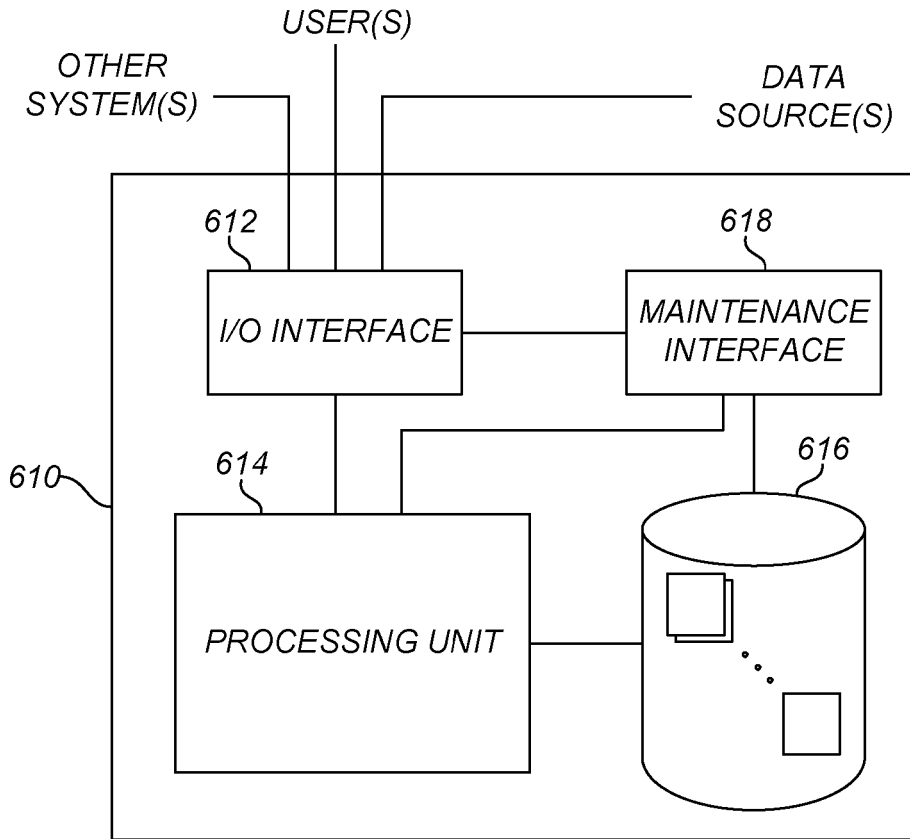 USER(S)
OTHER
SYSTEM(S)
DATA
SOURCE(S)
612
618
I/O INTERFACE
MAINTENANCE
INTERFACE
610
614
616
PROCESSING UNIT